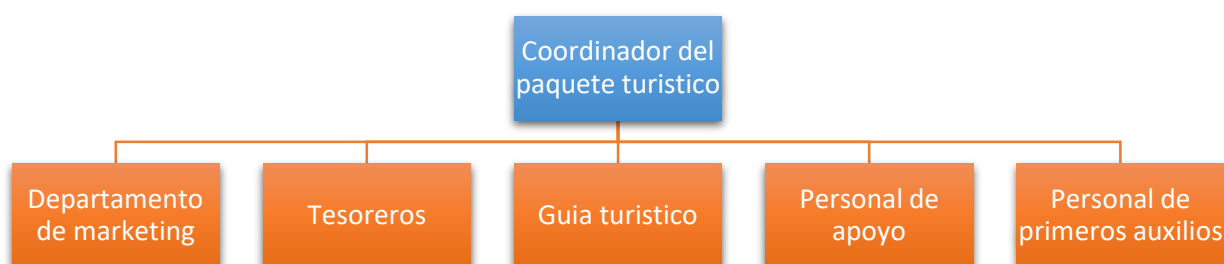 Coordinador del
paquete turistico
Departamento
de marketing
Tesoreros
Guia turistico
Personal de
apoyo
Personal de
primeros auxilios